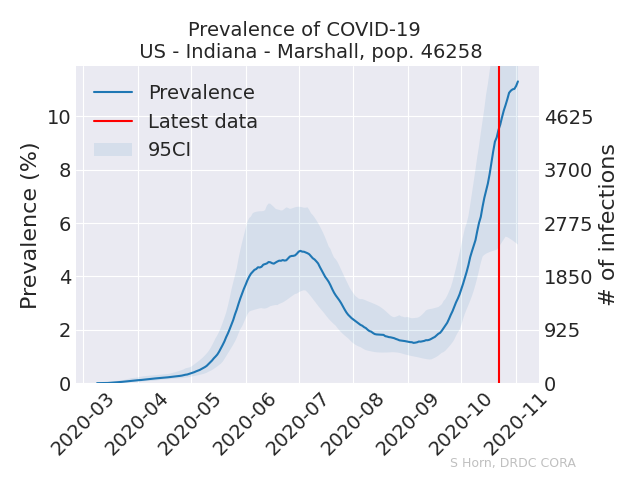 Prevalence of COVID-19
US - Indiana - Marshall, pop. 46258
Prevalence
Latest data
95CI
Prevalence (%)
10
8
6
4
2
0
4625
3700
2775
1850
925
0
# of infections
2020-03
2020-04
2020-05
2020-06
2020-07
2020-08
2020-09
2020-10
2020-11
S Horn, DRDC CORA